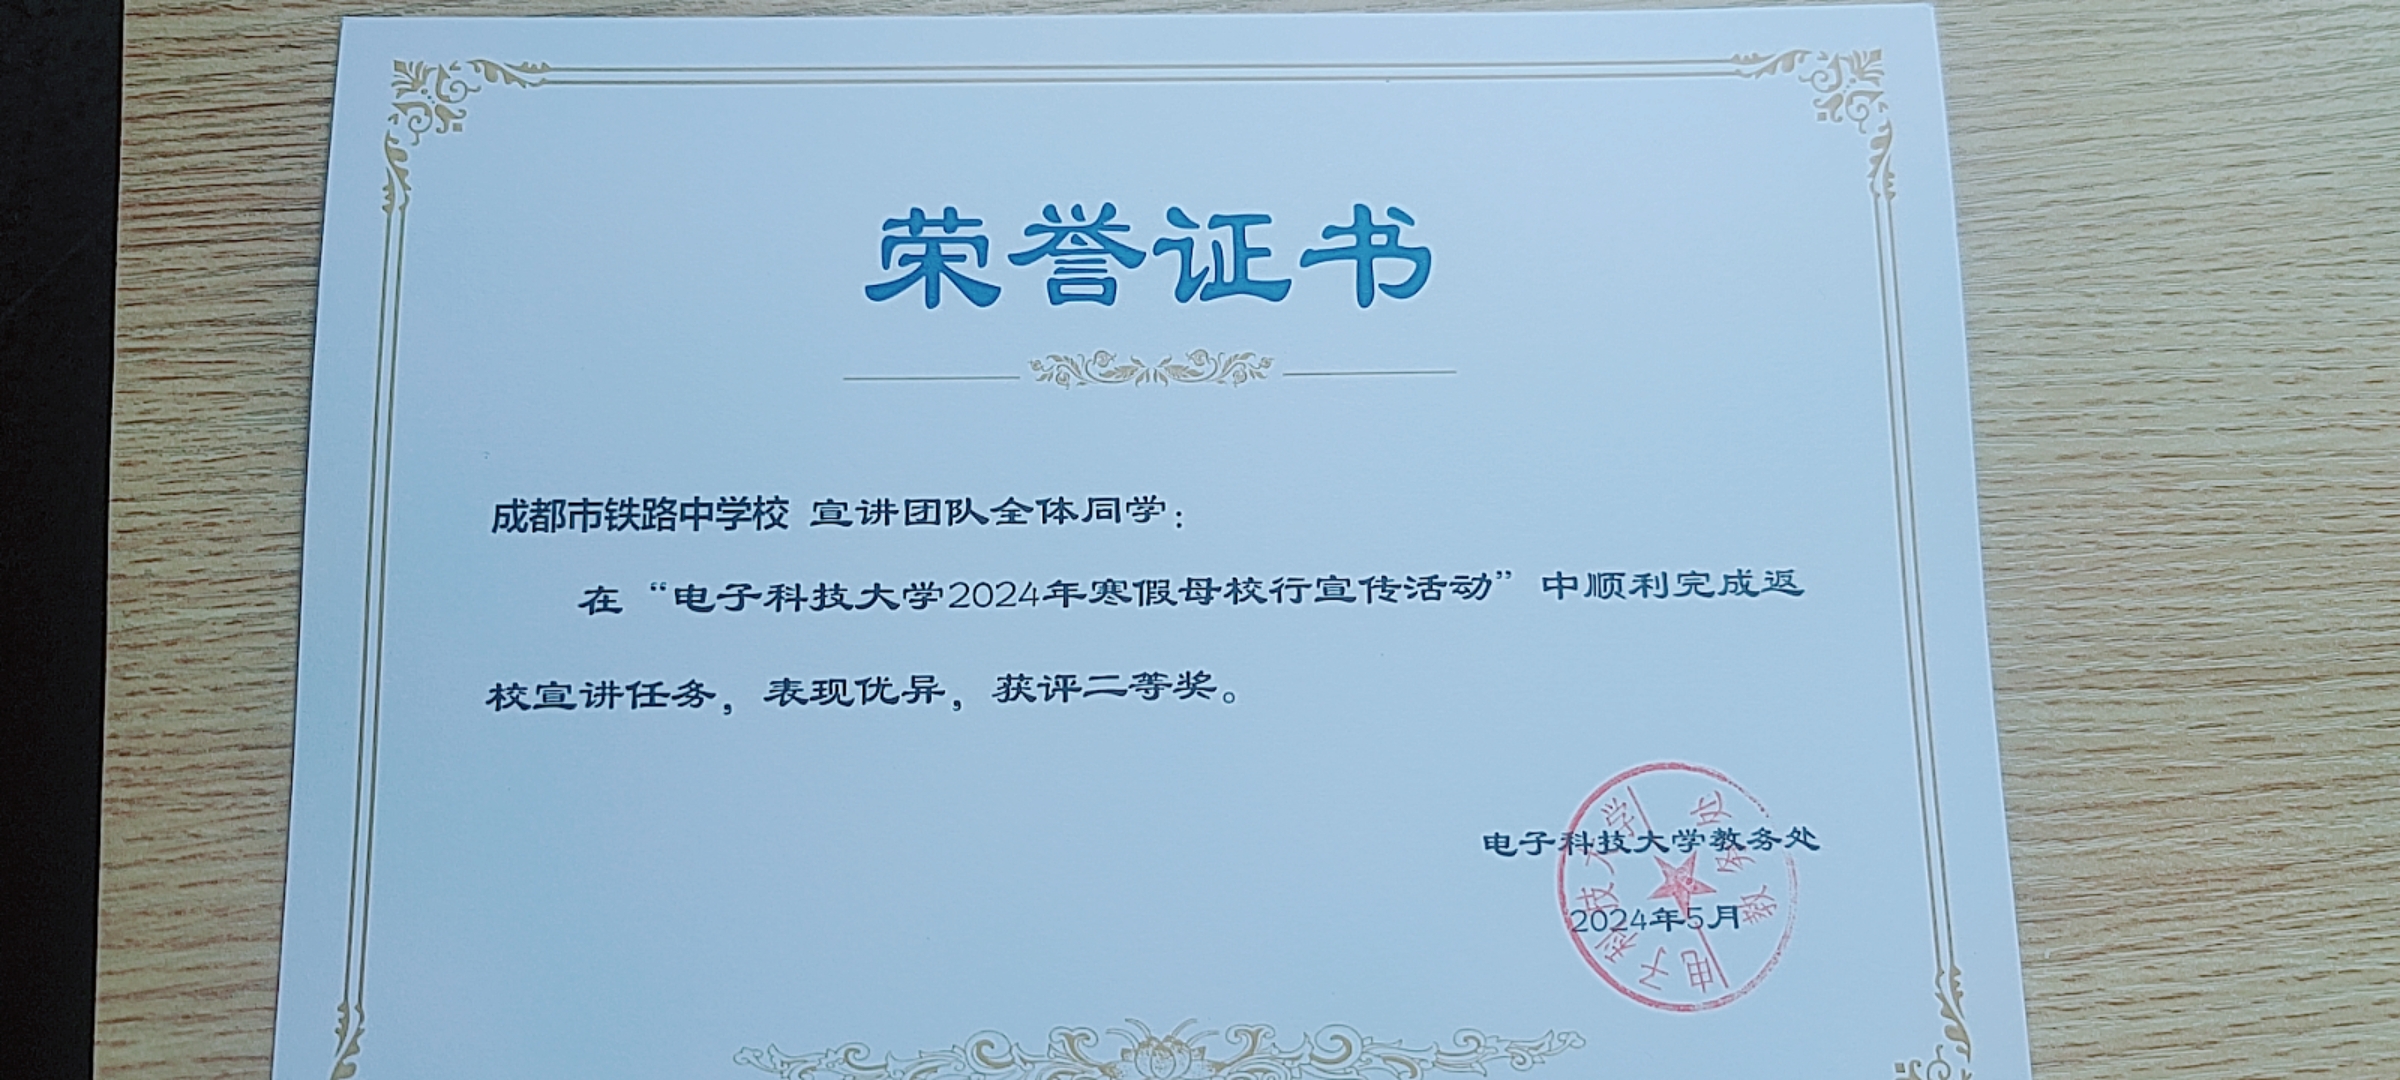 荣誉证书
成都市铁路中学校 宣讲团队全体同学：
在“电子科技大学2024年寒假母校行宣传活动”中顺利完成返
校宣讲任务，表现优异，获评二等奖。
电子科技大学教务处
2024年5月
电子科技大学教务处